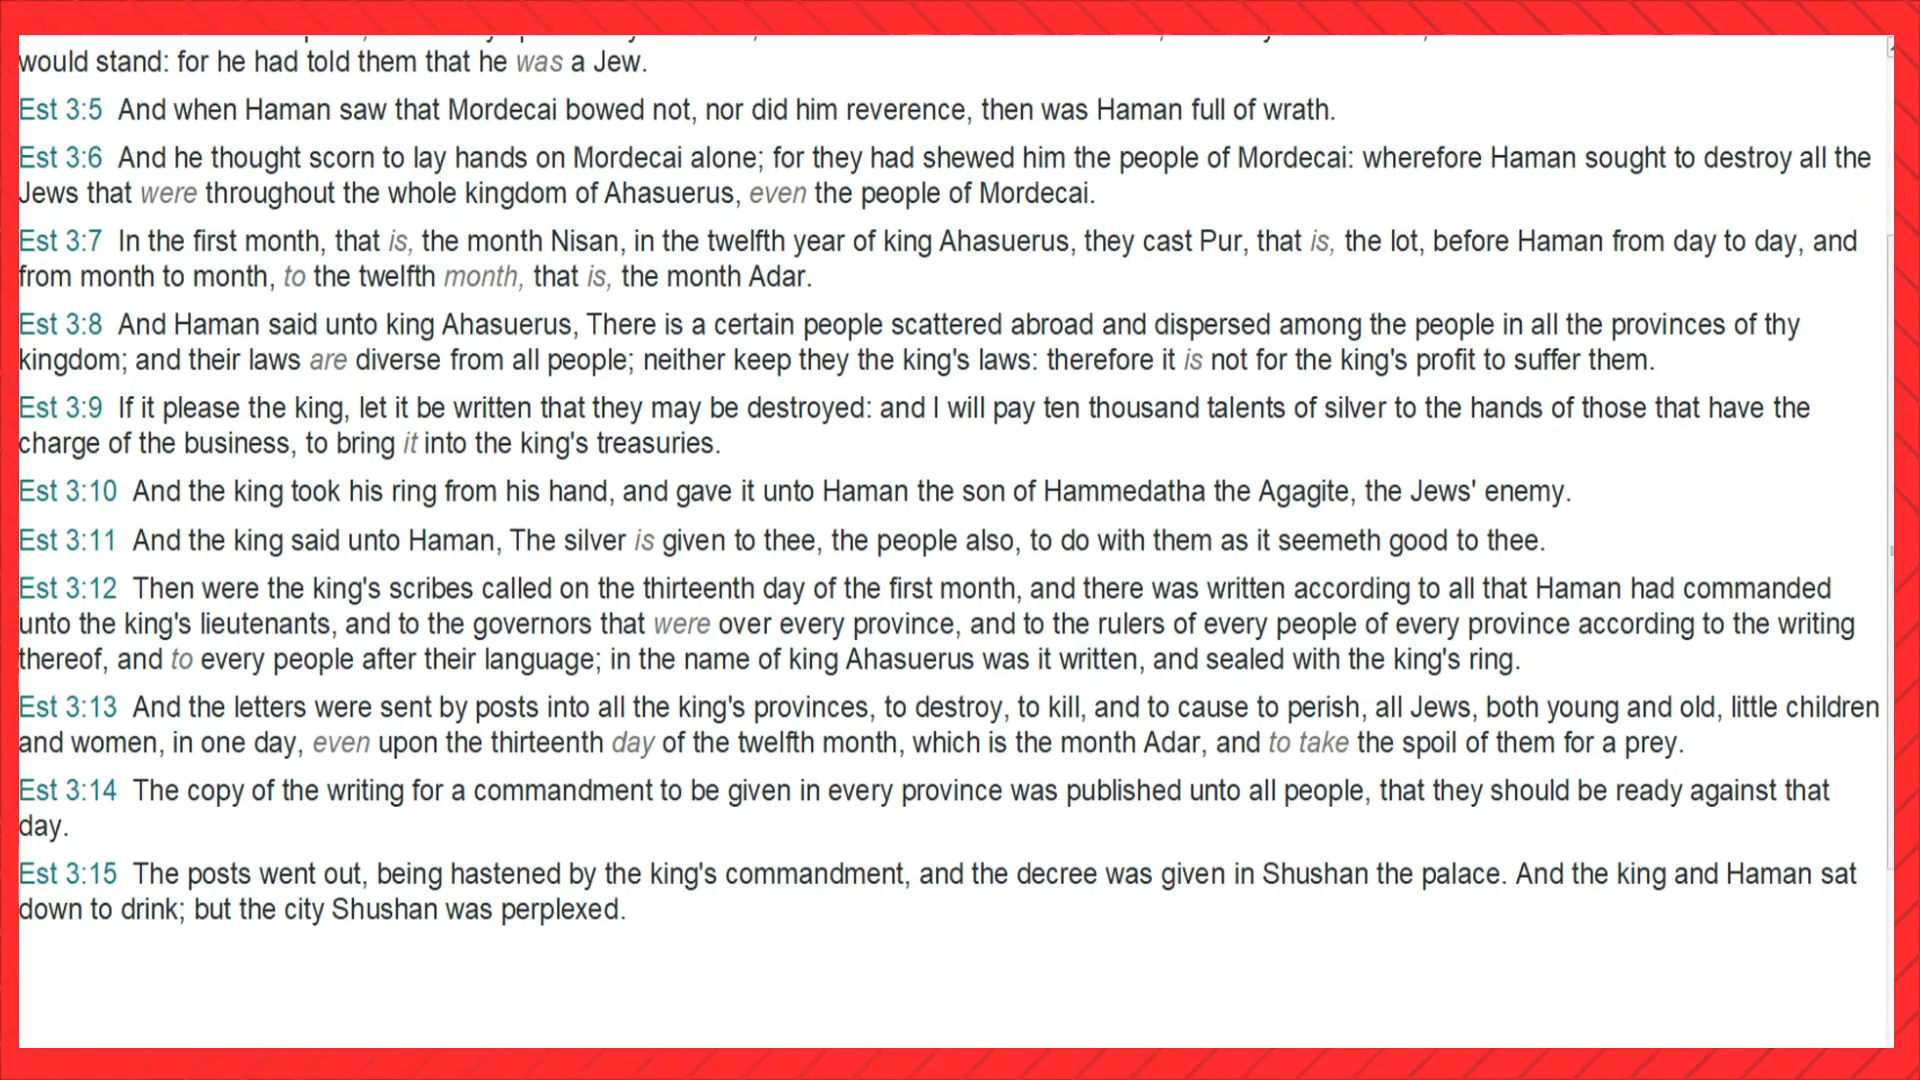 would stand: for he had told them that he was a Jew.
Est 3:5 And when Haman saw that Mordecai bowed not, nor did him reverence, then was Haman full of wrath.
Est 3:6 And he thought scorn to lay hands on Mordecai alone; for they had shewed him the people of Mordecai: wherefore Haman sought to destroy all the
Jews that were throughout the whole kingdom of Ahasuerus, even the people of Mordecai.
Est 3:7 In the first month, that is, the month Nisan, in the twelfth year of king Ahasuerus, they cast Pur, that is, the lot, before Haman from day to day, and
from month to month, to the twelfth month, that is, the month Adar.
Est 3:8 And Haman said unto king Ahasuerus, There is a certain people scattered abroad and dispersed among the people in all the provinces of thy
kingdom; and their laws are diverse from all people; neither keep they the king's laws: therefore it is not for the king's profit to suffer them.
Est 3:9 If it please the king, let it be written that they may be destroyed: and I will pay ten thousand talents of silver to the hands of those that have the
charge of the business, to bring it into the king's treasuries.
Est 3:10 And the king took his ring from his hand, and gave it unto Haman the son of Hammedatha the Agagite, the Jews' enemy.
Est 3:11 And the king said unto Haman, The silver is given to thee, the people also, to do with them as it seemeth good to thee.
Est 3:12 Then were the king's scribes called on the thirteenth day of the first month, and there was written according to all that Haman had commanded
unto the king's lieutenants, and to the governors that were over every province, and to the rulers of every people of every province according to the writing
thereof, and to every people after their language; in the name of king Ahasuerus was it written, and sealed with the king's ring.
Est 3:13 And the letters were sent by posts into all the king's provinces, to destroy, to kill, and to cause to perish, all Jews, both young and old, little children
and women, in one day, even upon the thirteenth day of the twelfth month, which is the month Adar, and to take the spoil of them for a prey.
Est 3:14 The copy of the writing for a commandment to be given in every province was published unto all people, that they should be ready against that
day.
Est 3:15 The posts went out, being hastened by the king's commandment, and the decree was given in Shushan the palace. And the king and Haman sat
down to drink; but the city Shushan was perplexed.